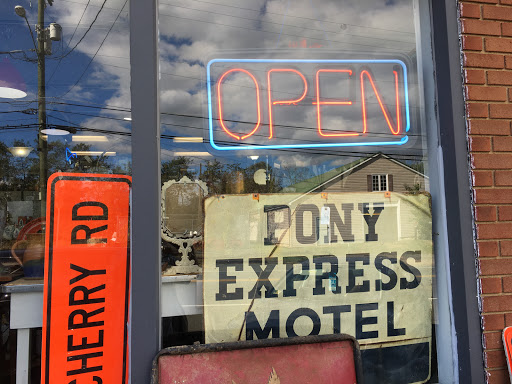 OPEN
CHERRY RD
PONY
EXPRESS
MOTEL